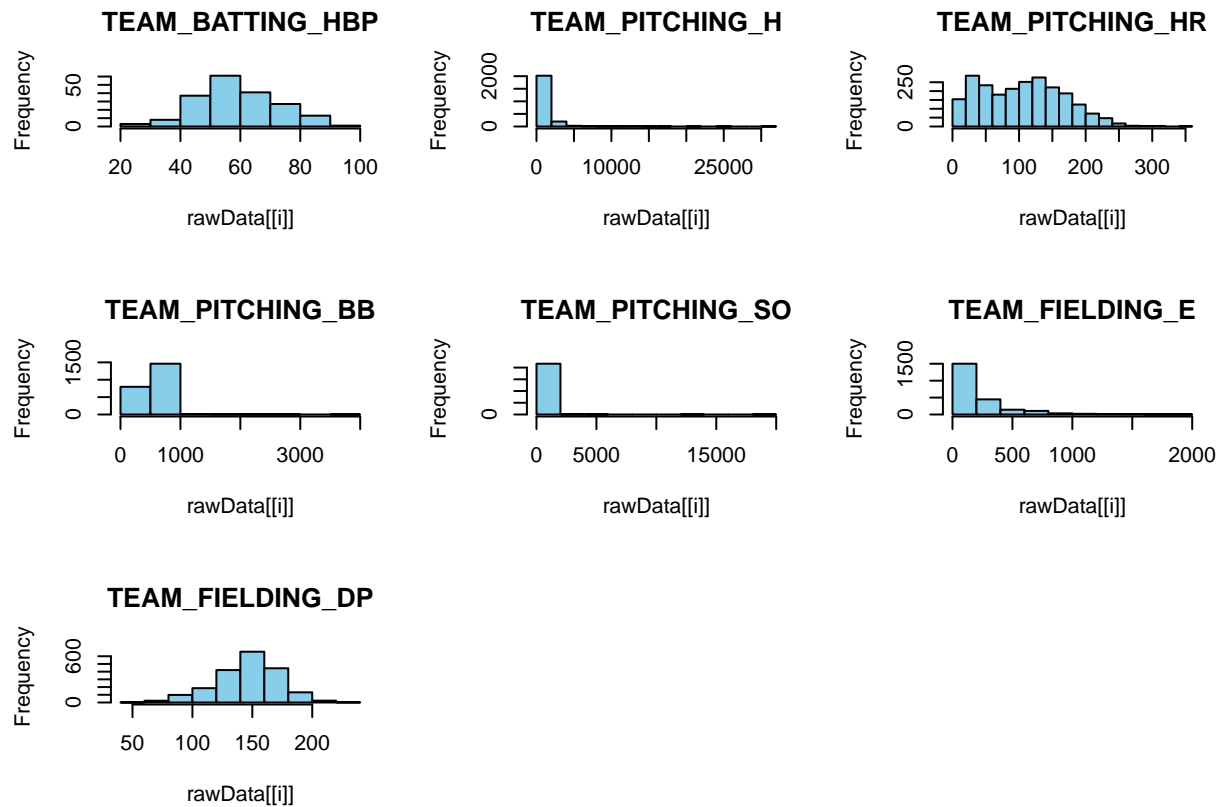 TEAM_BATTING_HBP
Frequency
0 50
20 40 60 80 100
rawData[[i]]
TEAM_PITCHING_H
Frequency
0 2000
0 10000 25000
rawData[[i]]
TEAM_PITCHING_HR
Frequency
0 250
0 100 200 300
rawData[[i]]
TEAM_PITCHING_BB
Frequency
0 1500
0 1000 3000
rawData[[i]]
TEAM_PITCHING_SO
Frequency
0
0 5000 15000
rawData[[i]]
TEAM_FIELDING_E
Frequency
0 1500
0 500 1000 2000
rawData[[i]]
TEAM_FIELDING_DP
Frequency
0 600
50 100 150 200
rawData[[i]]